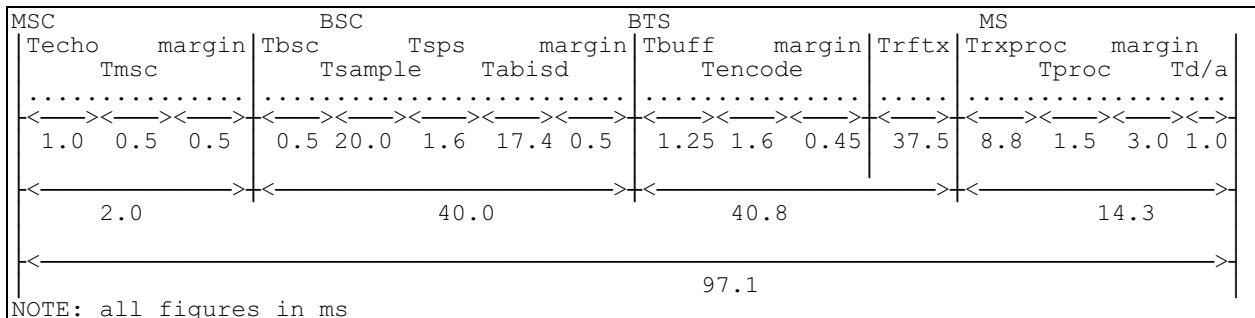 MSC BSC BTS MS
Techo margin Tbsc Tsps margin Tbuff margin Trftx Trxproc margin
Tmsc Tsample Tabisd Tencode Tproc Td/a
1.0 0.5 0.5 0.5 20.0 1.6 17.4 0.5 1.25 1.6 0.45 37.5 8.8 1.5 3.0 1.0
2.0 40.0 40.8 14.3
97.1
NOTE: all figures in ms